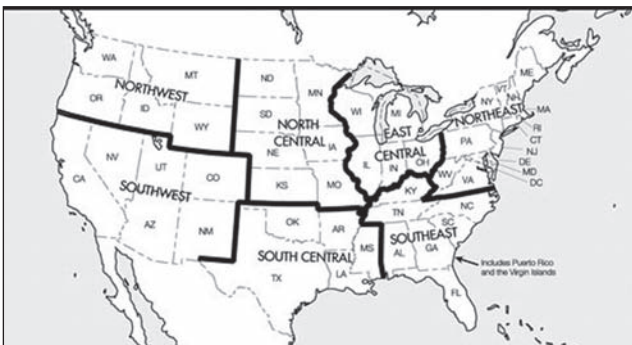 WA
MT
ND
MN
ME
VT
NH
NORTHWEST
OR
ID
WY
SD
WI
MI
NY
NORTHEAST
MA
RI
CT
NJ
DE
MD
DC
NORTH
CENTRAL
NE
IA
EAST
CENTRAL
IL
IN
OH
PA
WV
VA
NV
UT
CO
KS
MO
KY
CA
SOUTHWEST
AZ
NM
OK
AR
TN
NC
SC
SOUTHEAST
MS
AL
GA
SOUTH CENTRAL
TX
LA
FL
Includes Puerto Rico
and the Virgin Islands